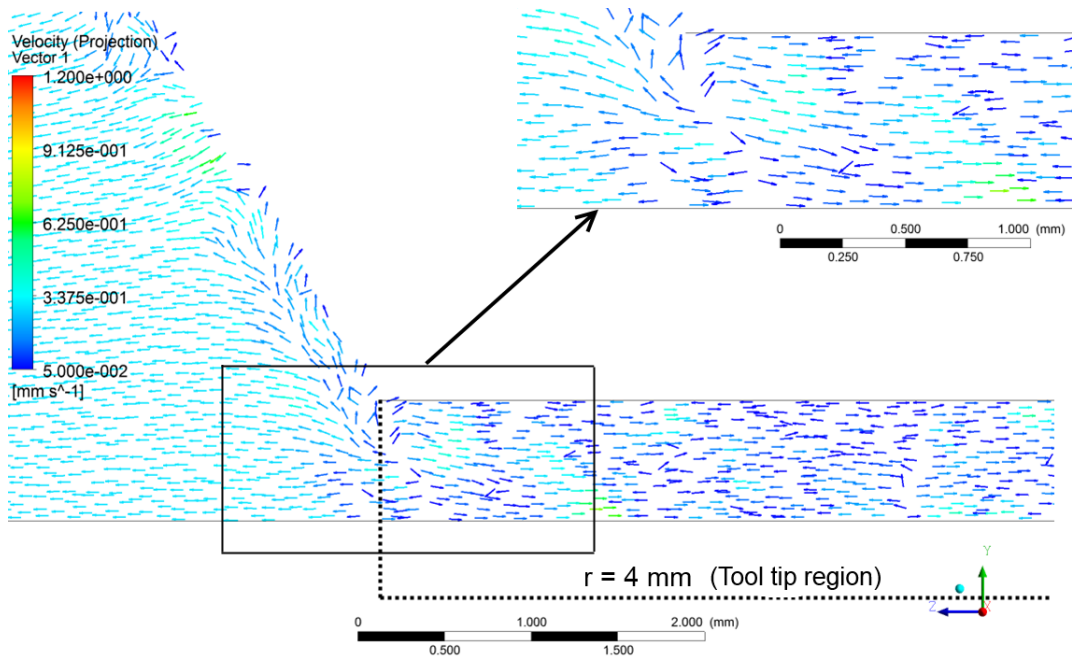 Velocity (Projection)
Vector 1
1.200e+000
9.125e-001
6.250e-001
3.375e-001
5.000e-002
[mm s^-1]
0 0.500 1.000 (mm)
0.250 0.750
r = 4 mm (Tool tip region)
Y
Z X
0 1.000 2.000 (mm)
0.500 1.500